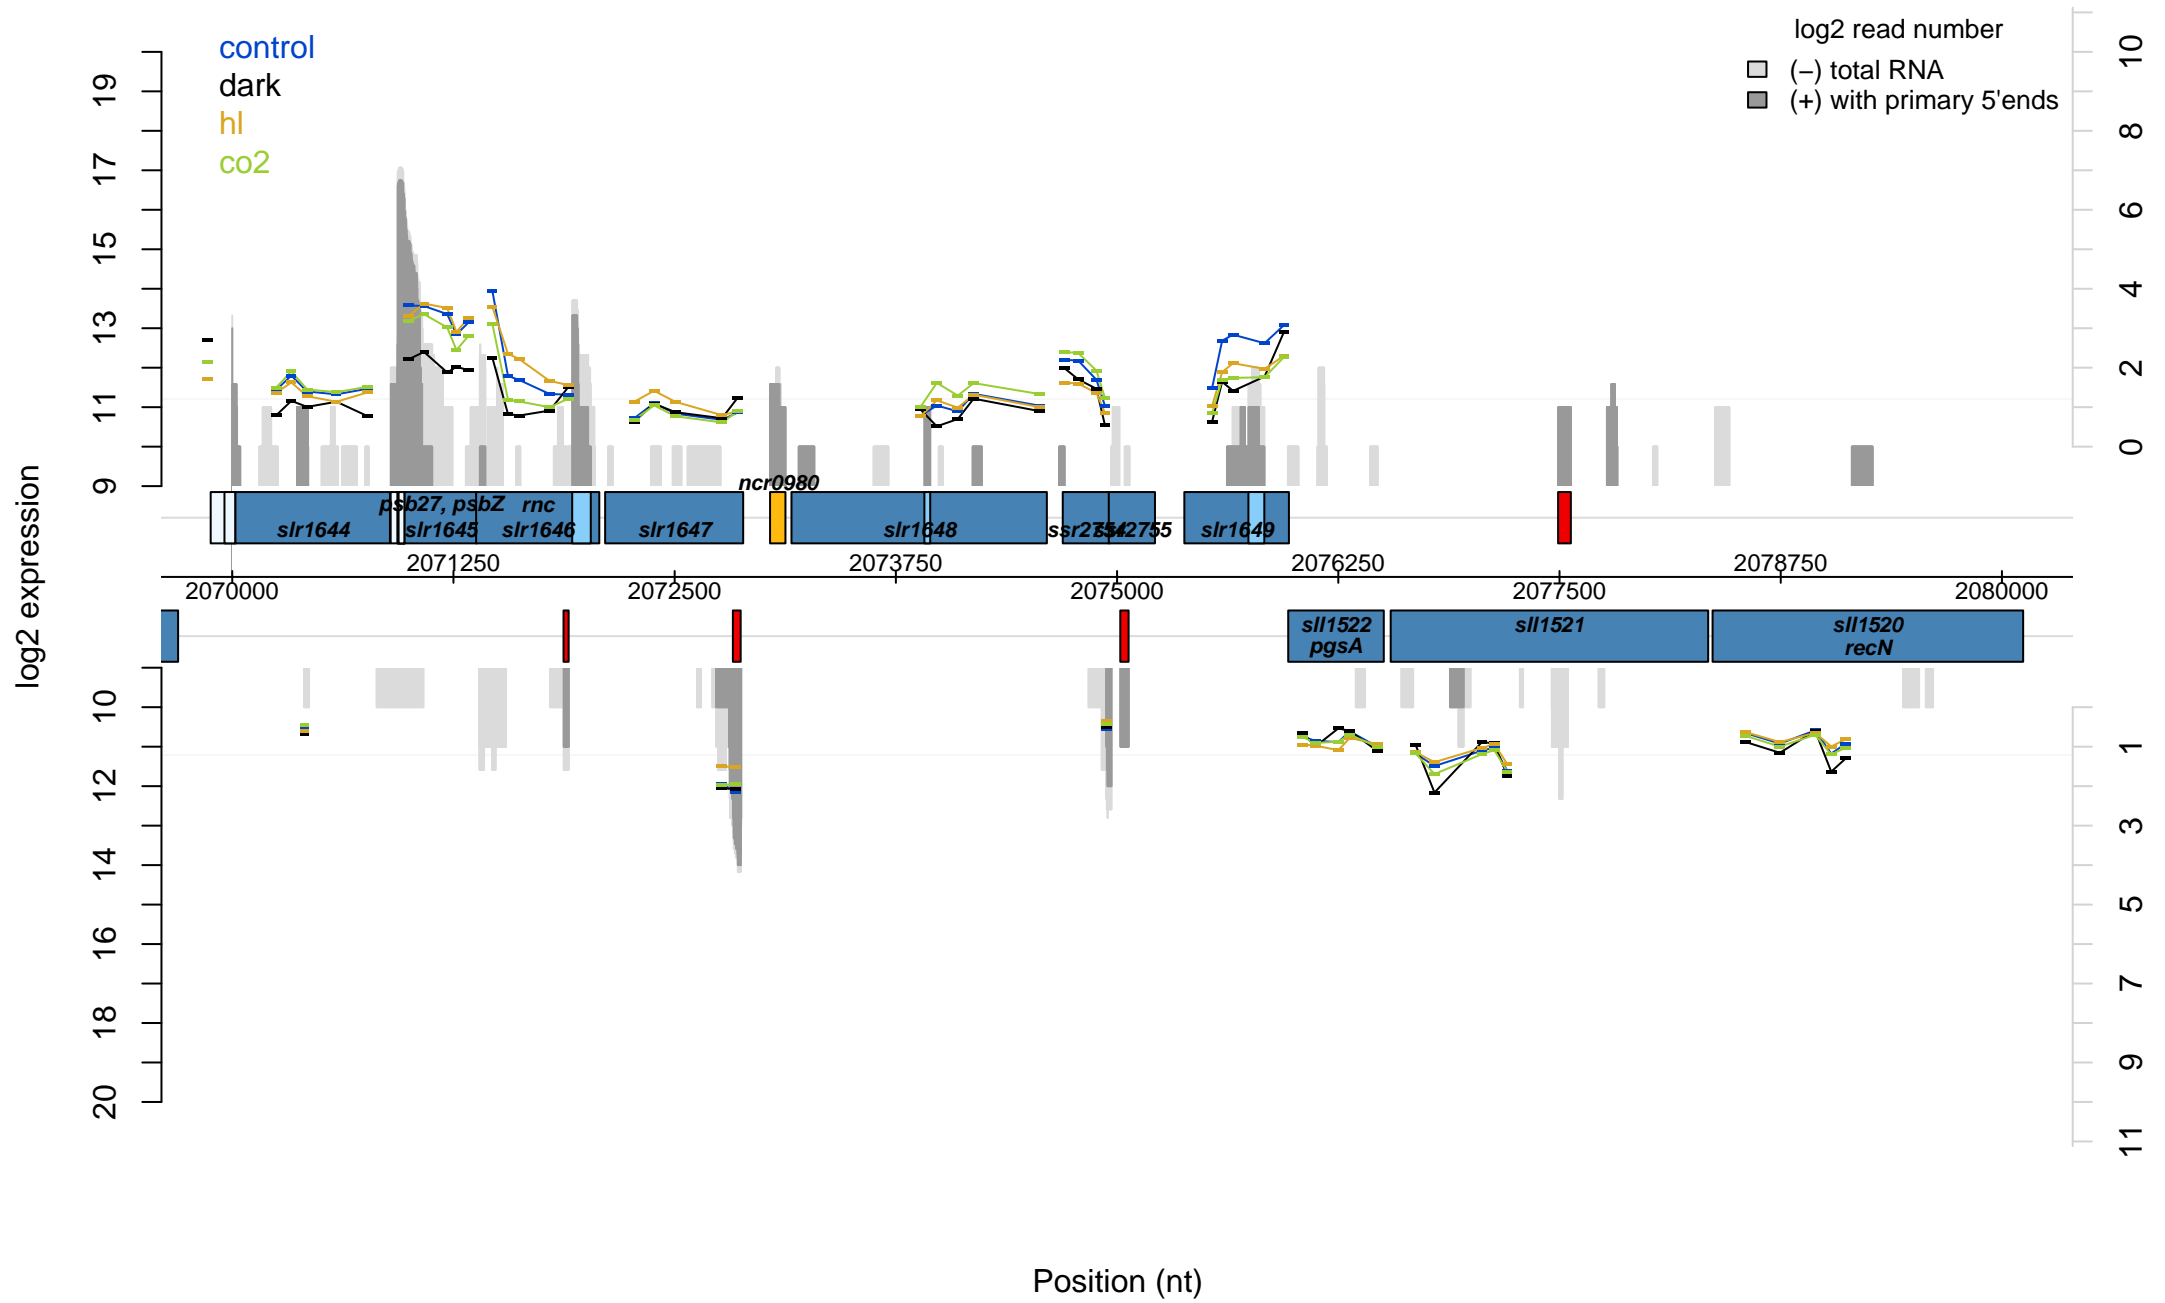 control
dark
hl
co2
log2 read number
(−) total RNA
(+) with primary 5'ends
19
17
15
13
11
9
10
8
6
4
2
0
log2 expression
ncr0980
psb27, psbZ rnc
slr1644 slr1645 slr1646 slr1647 slr1648 ssr2754 ssr2755 slr1649
2071250 2073750 2076250 2078750
2070000 2072500 2075000 2077500 2080000
sll1522 sll1521 sll1520
pgsA recN
10
12
14
16
18
20
1
3
5
7
9
11
Position (nt)